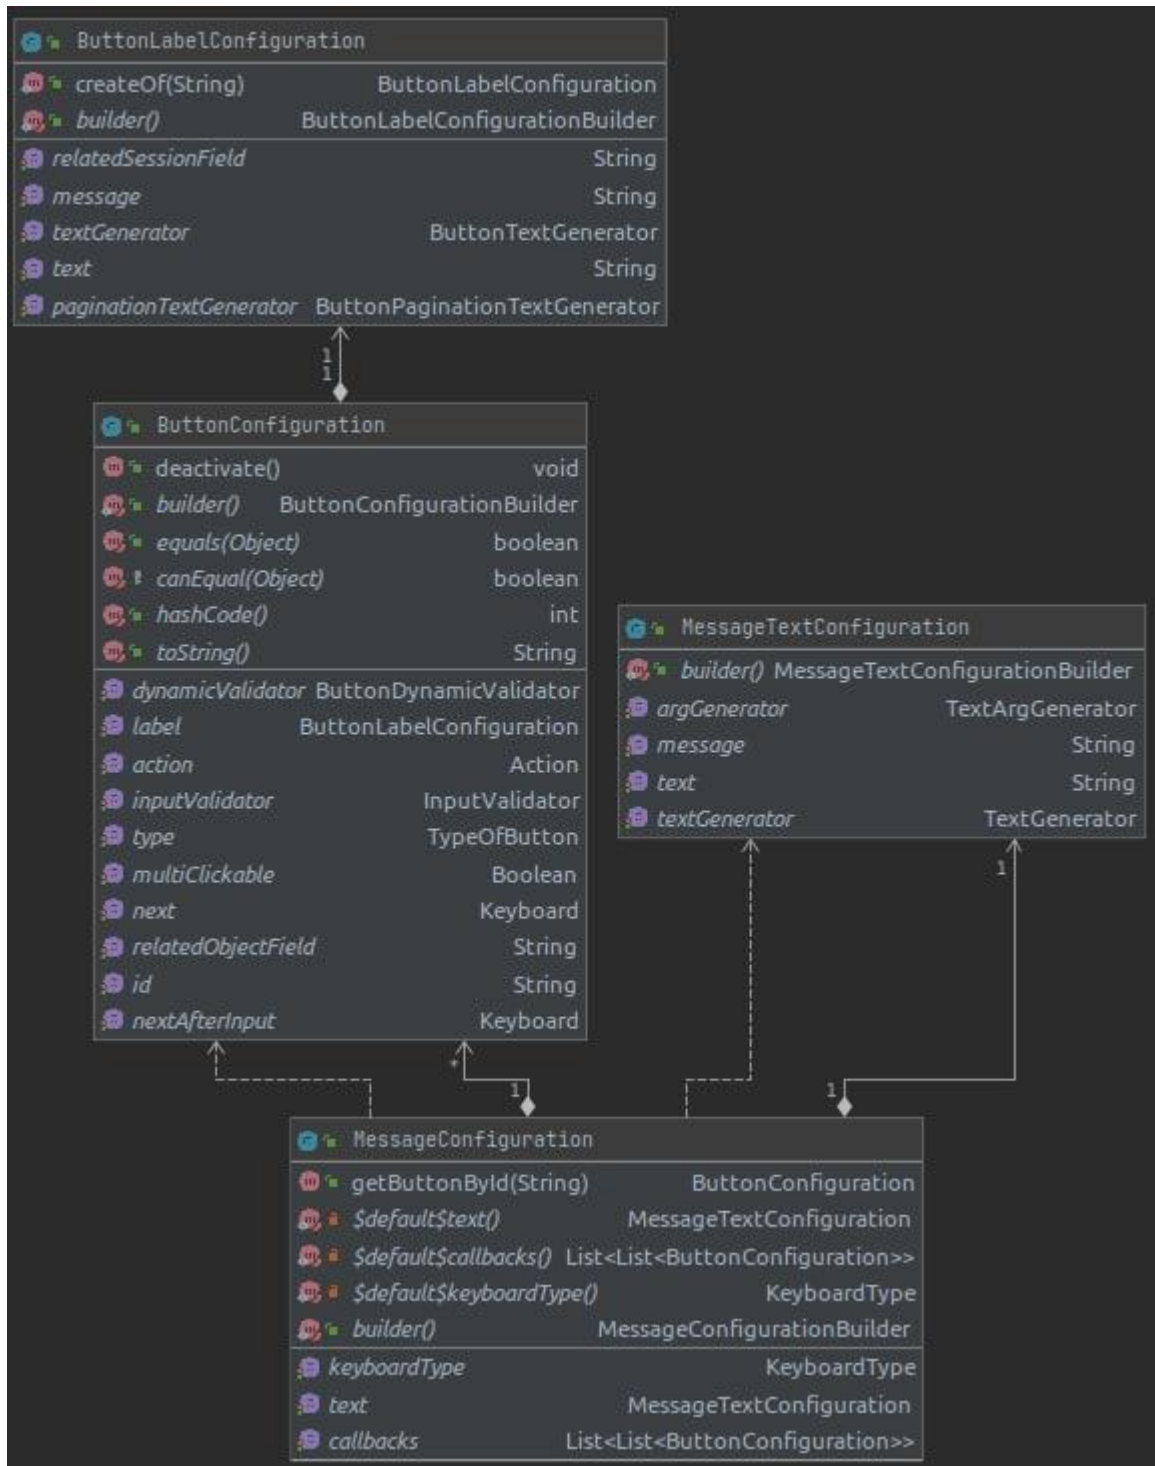 ButtonLabelConfiguration
createOf(String) ButtonLabelConfiguration
builder() ButtonLabelConfigurationBuilder
relatedSessionField String
message String
textGenerator ButtonTextGenerator
text String
paginationTextGenerator ButtonPaginationTextGenerator
1
1
ButtonConfiguration
deactivate() void
builder() ButtonConfigurationBuilder
equals(Object) boolean
canEqual(Object) boolean
hashCode() int
toString() String
dynamicValidator ButtonDynamicValidator
label ButtonLabelConfiguration
action Action
inputValidator InputValidator
type TypeOfButton
multiClickable Boolean
next Keyboard
relatedObjectField String
id String
nextAfterInput Keyboard
MessageTextConfiguration
builder() MessageTextConfigurationBuilder
argGenerator TextArgGenerator
message String
text String
textGenerator TextGenerator
1
*
1
1
MessageConfiguration
getButtonById(String) ButtonConfiguration
$default$text() MessageTextConfiguration
$default$callbacks() List<List<ButtonConfiguration>>
$default$keyboardType() KeyboardType
builder() MessageConfigurationBuilder
keyboardType KeyboardType
text MessageTextConfiguration
callbacks List<List<ButtonConfiguration>>